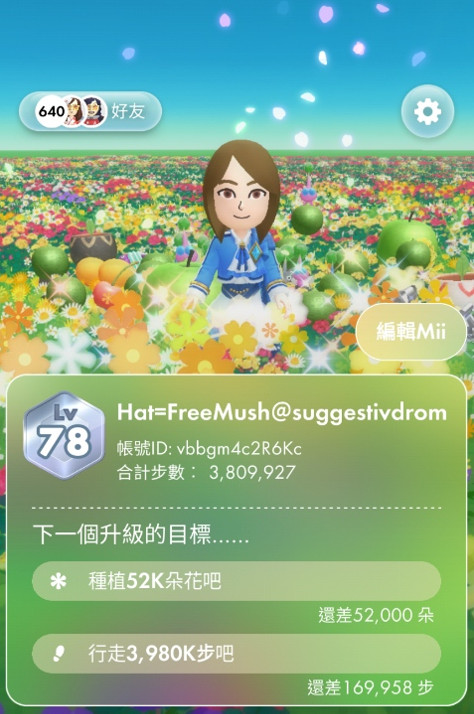 640 好友
編輯Mii
Lv
78
Hat=FreeMush@suggestivdrom
帳號ID: vbbgm4c2R6Kc
合計步數： 3,809,927
下一個升級的目標......
種植52K朵花吧
還差52,000 朵
行走3,980K步吧
還差169,958 步